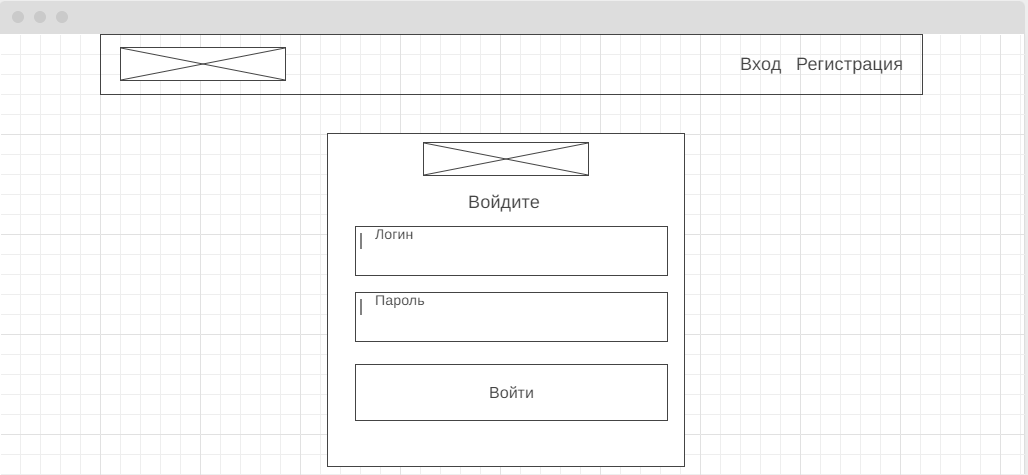 Вход Регистрация
Войдите
Логин
Пароль
Войти